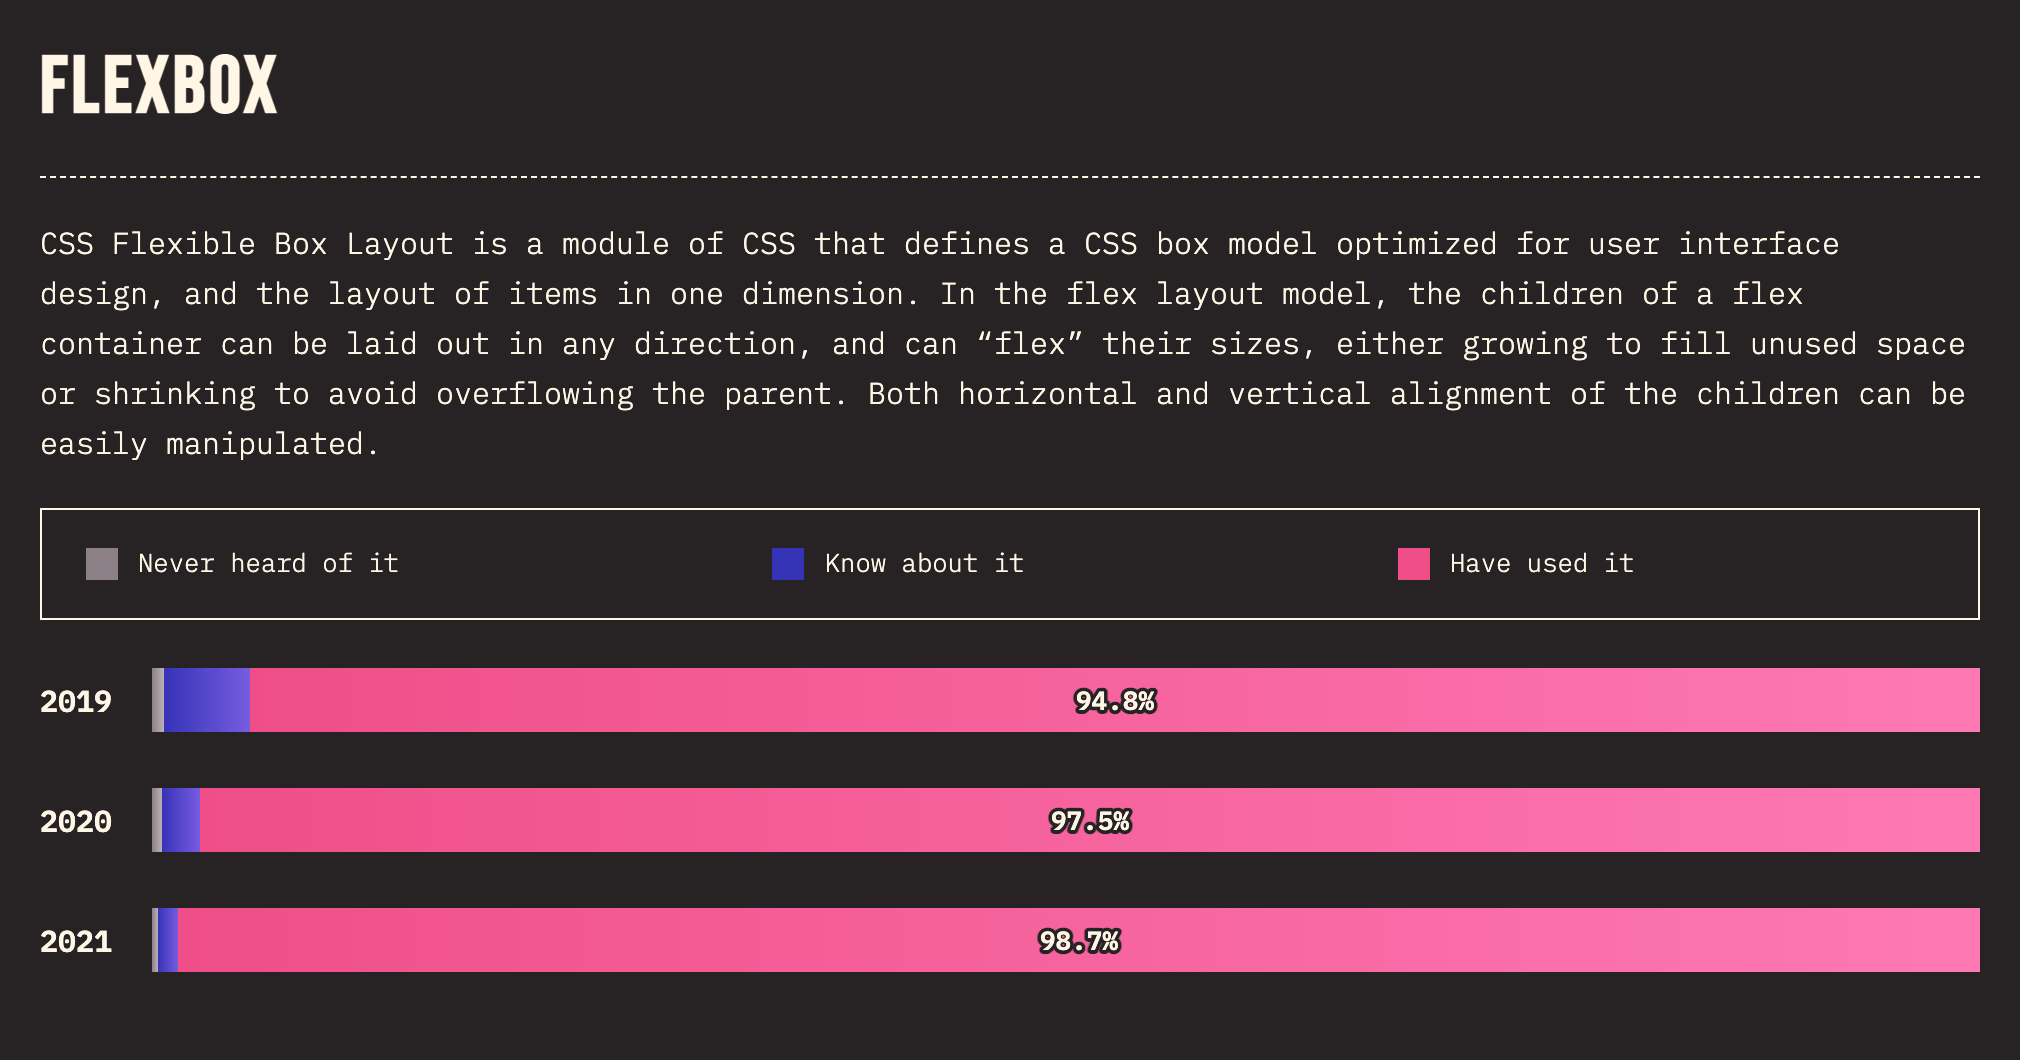 FLEXBOX
CSS Flexible Box Layout is a module of CSS that defines a CSS box model optimized for user interface
design, and the layout of items in one dimension. In the flex layout model, the children of a flex
container can be laid out in any direction, and can “flex” their sizes, either growing to fill unused space
or shrinking to avoid overflowing the parent. Both horizontal and vertical alignment of the children can be
easily manipulated.
Never heard of it Know about it Have used it
2019 94.8%
2020 97.5%
2021 98.7%